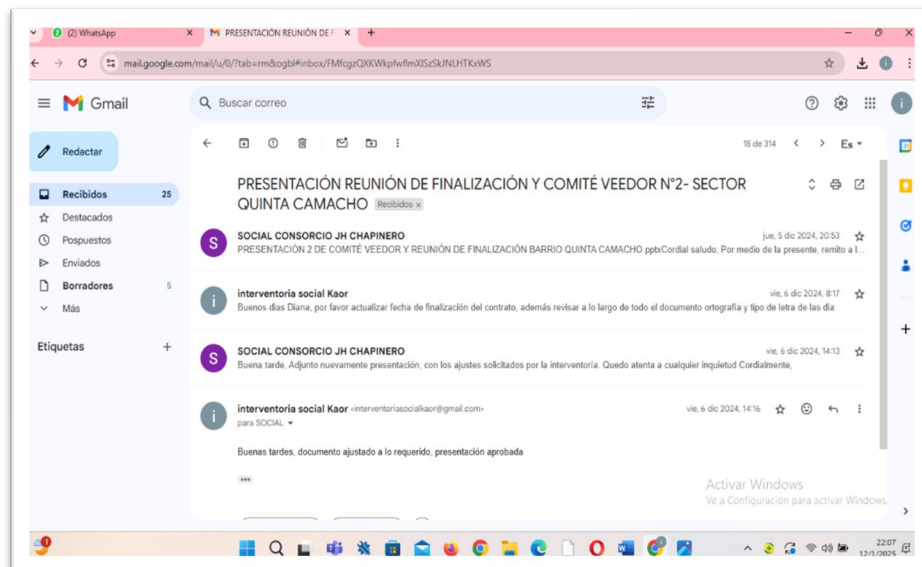 (2) WhatsApp
PRESENTACIÓN REUNIÓN DE F
mail.google.com/mail/u/0/?tab=rm&ogbl#inbox/FMfcgzQXKWkpfwflmXlSzSkJNLHTKxWS
Gmail
Buscar correo
Redactar
18 de 314
Es
Recibidos 25
Destacados
Pospuestos
Enviados
Borradores 5
Más
Etiquetas
PRESENTACIÓN REUNIÓN DE FINALIZACIÓN Y COMITÉ VEEDOR N°2- SECTOR
QUINTA CAMACHO Recibidos x
SOCIAL CONSORCIO JH CHAPINERO jue, 5 dic 2024, 20:53
PRESENTACIÓN 2 DE COMITÉ VEEDOR Y REUNIÓN DE FINALIZACIÓN BARRIO QUINTA CAMACHO.pptxCordial saludo, Por medio de la presente, remito a l...
interventoria social Kaor vie, 6 dic 2024, 8:17
Buenos dias Diana, por favor actualizar fecha de finalización del contrato, además revisar a lo largo de todo el documento ortografía y tipo de letra de las dia
SOCIAL CONSORCIO JH CHAPINERO vie, 6 dic 2024, 14:13
Buena tarde, Adjunto nuevamente presentación, con los ajustes solicitados por la interventoría. Quedo atenta a cualquier inquietud Cordialmente,
interventoria social Kaor <interventoriasocialkaor@gmail.com> vie, 6 dic 2024, 14:16
para SOCIAL
Buenas tardes, documento ajustado a lo requerido, presentación aprobada
Activar Windows
Ve a Configuración para activar Windows.
22:07
12/1/2025